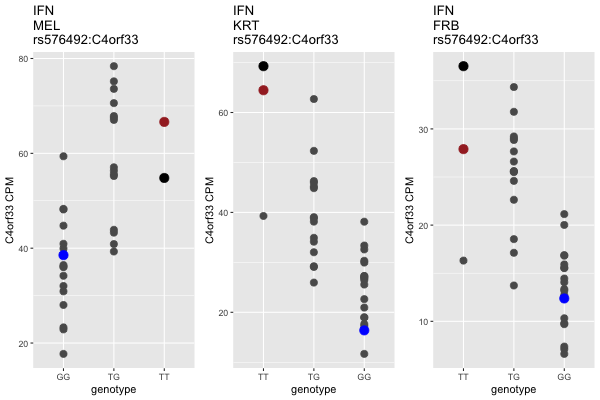 IFN
MEL
rs576492:C4orf33
80
60
40
20
C4orf33 CPM
GG TG TT
genotype
IFN
KRT
rs576492:C4orf33
60
40
20
C4orf33 CPM
TT TG GG
genotype
IFN
FRB
rs576492:C4orf33
30
20
10
C4orf33 CPM
TT TG GG
genotype